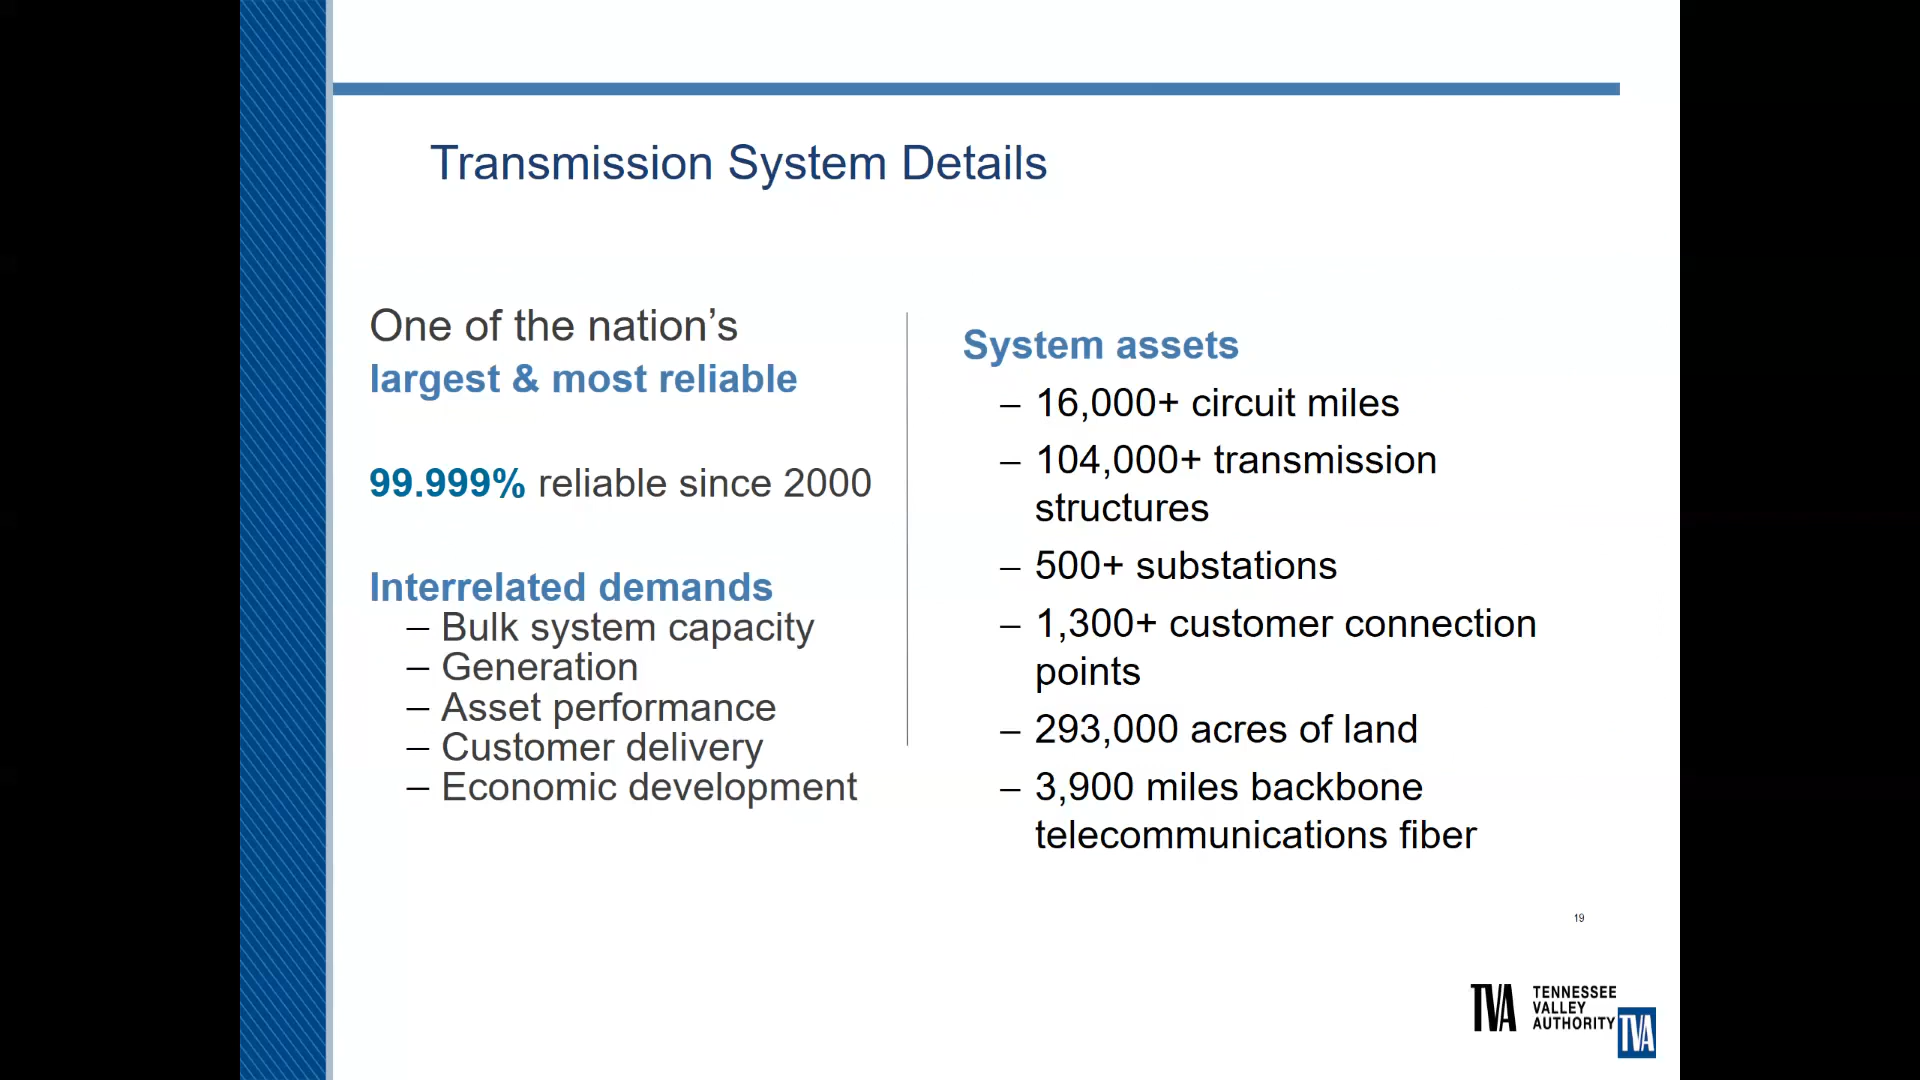 Transmission System Details
One of the nation’s
largest & most reliable
99.999% reliable since 2000
Interrelated demands
– Bulk system capacity
– Generation
– Asset performance
– Customer delivery
– Economic development
System assets
– 16,000+ circuit miles
– 104,000+ transmission
structures
– 500+ substations
– 1,300+ customer connection
points
– 293,000 acres of land
– 3,900 miles backbone
telecommunications fiber
19
TVA
TENNESSEE
VALLEY
AUTHORITY
TVA